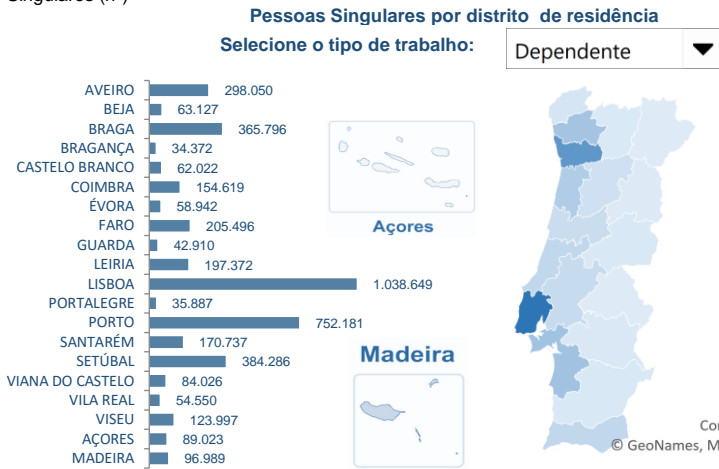 Pessoas Singulares por distrito de residência
Selecione o tipo de trabalho:
Dependente
AVEIRO 298.050
BEJA 63.127
BRAGA 365.796
BRAGANÇA 34.372
CASTELO BRANCO 62.022
COIMBRA 154.619
ÉVORA 58.942
FARO 205.496
GUARDA 42.910
LEIRIA 197.372
LISBOA 1.038.649
PORTALEGRE 35.887
PORTO 752.181
SANTARÉM 170.737
SETÚBAL 384.286
VIANA DO CASTELO 84.026
VILA REAL 54.550
VISEU 123.997
AÇORES 89.023
MADEIRA 96.989
Açores
Madeira
© GeoNames, M